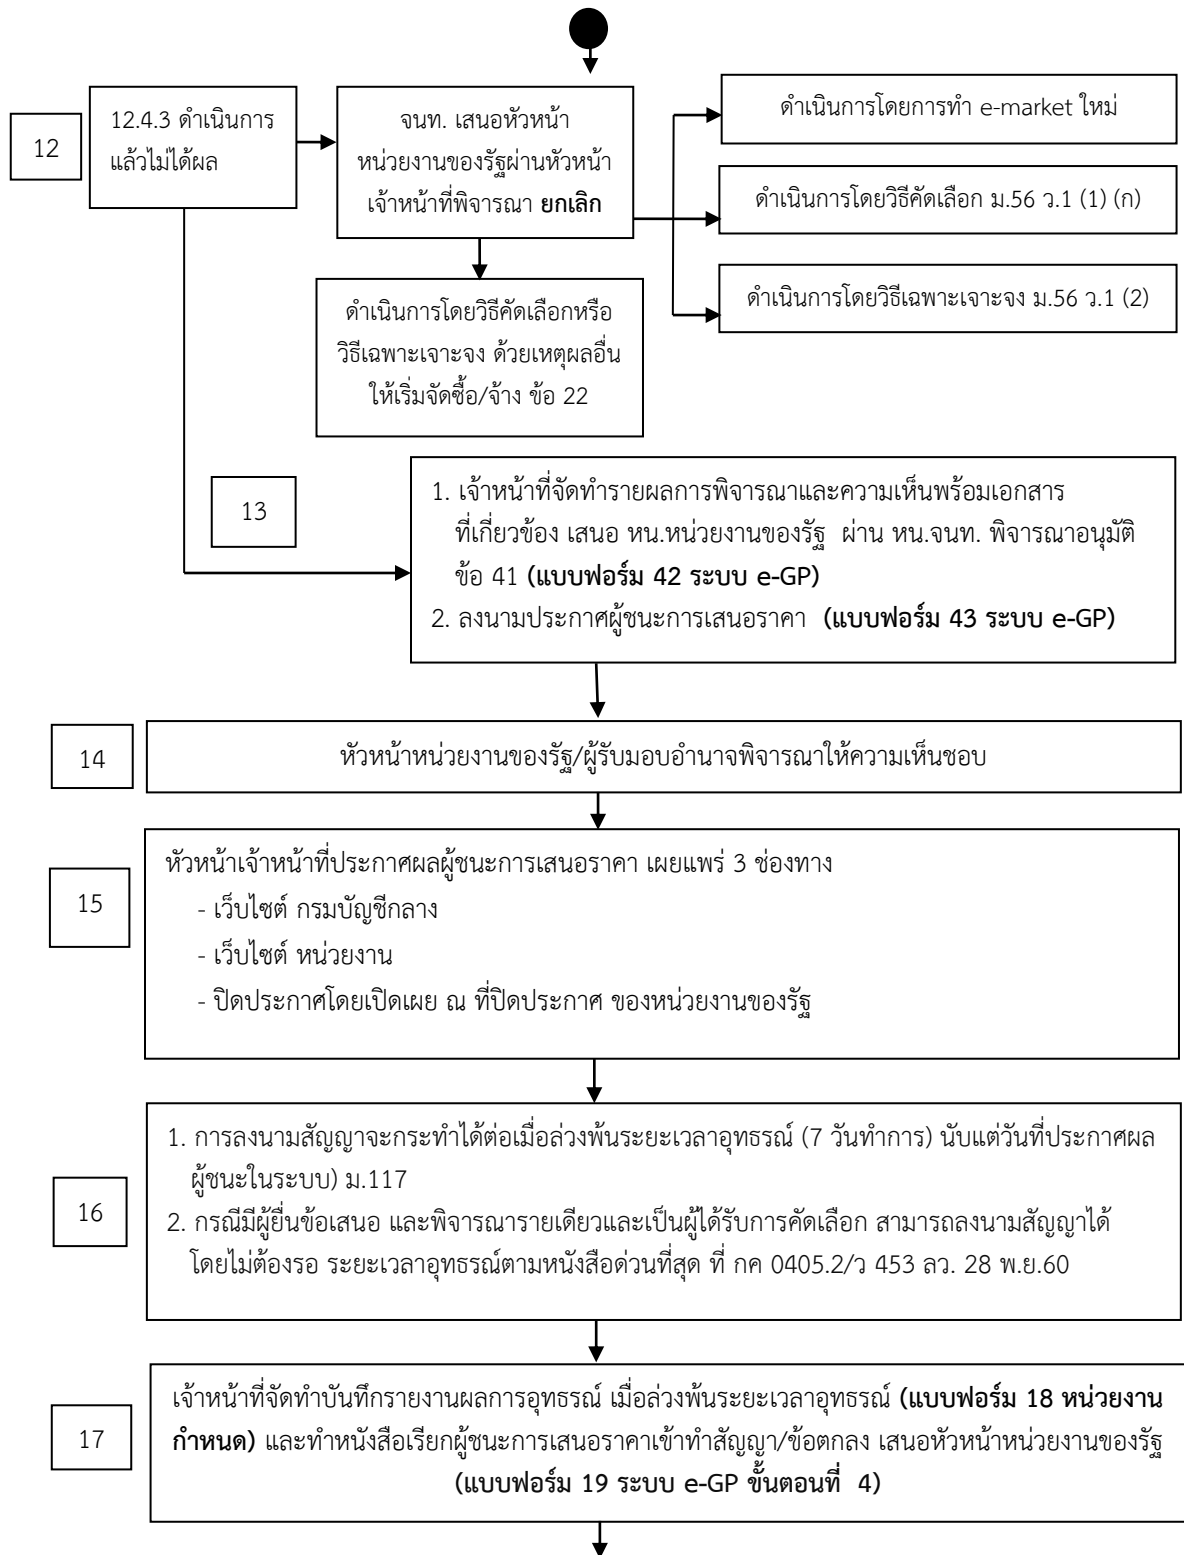 12
12.4.3 ดำเนินการ
แล้วไม่ได้ผล
จนท. เสนอหัวหน้า
หน่วยงานของรัฐผ่านหัวหน้า
เจ้าหน้าที่พิจารณา ยกเลิก
ดำเนินการโดยการทำ e-market ใหม่
ดำเนินการโดยวิธีคัดเลือก ม.56 ว.1 (1) (ก)
ดำเนินการโดยวิธีเฉพาะเจาะจง ม.56 ว.1 (2)
ดำเนินการโดยวิธีคัดเลือกหรือ
วิธีเฉพาะเจาะจง ด้วยเหตุผลอื่น
ให้เริ่มจัดซื้อ/จ้าง ข้อ 22
13
1. เจ้าหน้าที่จัดทำรายผลการพิจารณาและความเห็นพร้อมเอกสาร
ที่เกี่ยวข้อง เสนอ หน.หน่วยงานของรัฐ ผ่าน หน.จนท. พิจารณาอนุมัติ
ข้อ 41 (แบบฟอร์ม 42 ระบบ e-GP)
2. ลงนามประกาศผู้ชนะการเสนอราคา (แบบฟอร์ม 43 ระบบ e-GP)
14
หัวหน้าหน่วยงานของรัฐ/ผู้รับมอบอำนาจพิจารณาให้ความเห็นชอบ
15
หัวหน้าเจ้าหน้าที่ประกาศผลผู้ชนะการเสนอราคา เผยแพร่ 3 ช่องทาง
- เว็บไซต์ กรมบัญชีกลาง
- เว็บไซต์ หน่วยงาน
- ปิดประกาศโดยเปิดเผย ณ ที่ปิดประกาศ ของหน่วยงานของรัฐ
16
1. การลงนามสัญญาจะกระทำได้ต่อเมื่อล่วงพ้นระยะเวลาอุทธรณ์ (7 วันทำการ) นับแต่วันที่ประกาศผล
ผู้ชนะในระบบ) ม.117
2. กรณีมีผู้ยื่นข้อเสนอ และพิจารณารายเดียวและเป็นผู้ได้รับการคัดเลือก สามารถลงนามสัญญาได้
โดยไม่ต้องรอ ระยะเวลาอุทธรณ์ตามหนังสือด่วนที่สุด ที่ กค 0405.2/ว 453 ลว. 28 พ.ย.60
17
เจ้าหน้าที่จัดทำบันทึกรายงานผลการอุทธรณ์ เมื่อล่วงพ้นระยะเวลาอุทธรณ์ (แบบฟอร์ม 18 หน่วยงาน
กำหนด) และทำหนังสือเรียกผู้ชนะการเสนอราคาเข้าทำสัญญา/ข้อตกลง เสนอหัวหน้าหน่วยงานของรัฐ
(แบบฟอร์ม 19 ระบบ e-GP ขั้นตอนที่ 4)